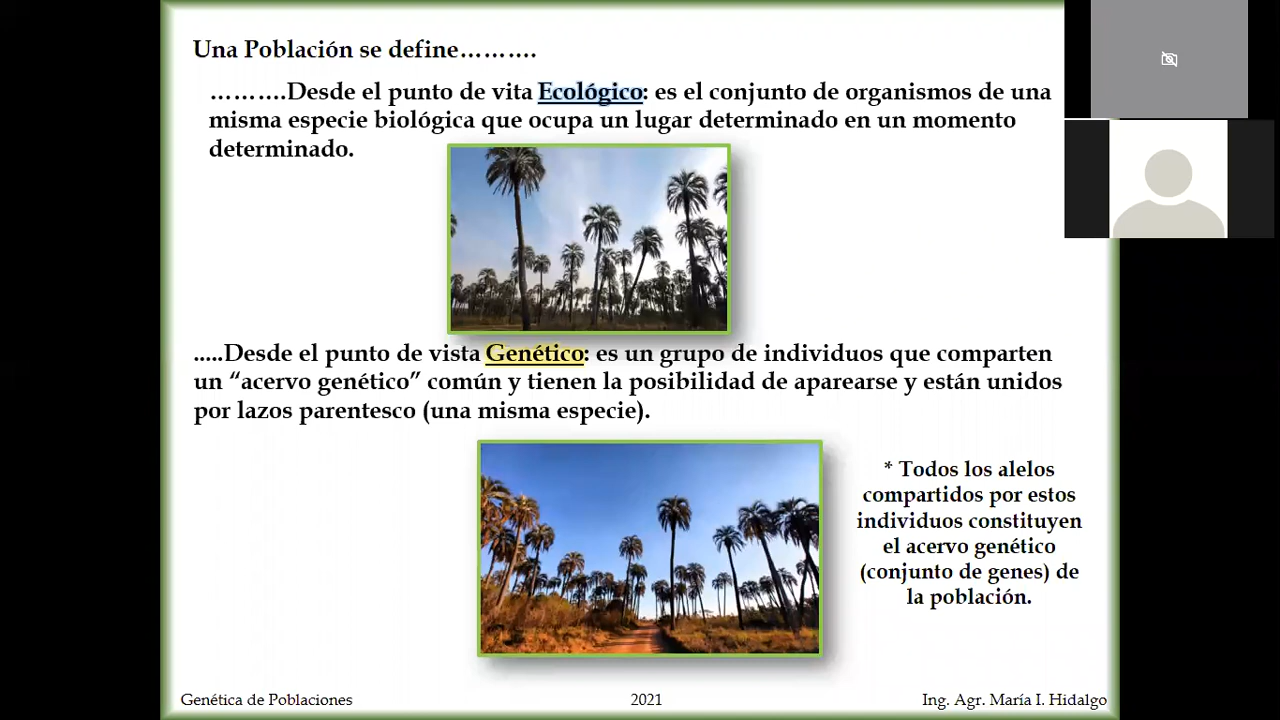 Una Población se define……….
……….Desde el punto de vita Ecológico: es el conjunto de organismos de una
misma especie biológica que ocupa un lugar determinado en un momento
determinado.
.....Desde el punto de vista Genético: es un grupo de individuos que comparten
un “acervo genético” común y tienen la posibilidad de aparearse y están unidos
por lazos parentesco (una misma especie).
* Todos los alelos
compartidos por estos
individuos constituyen
el acervo genético
(conjunto de genes) de
la población.
Genética de Poblaciones
2021
Ing. Agr. María I. Hidalgo